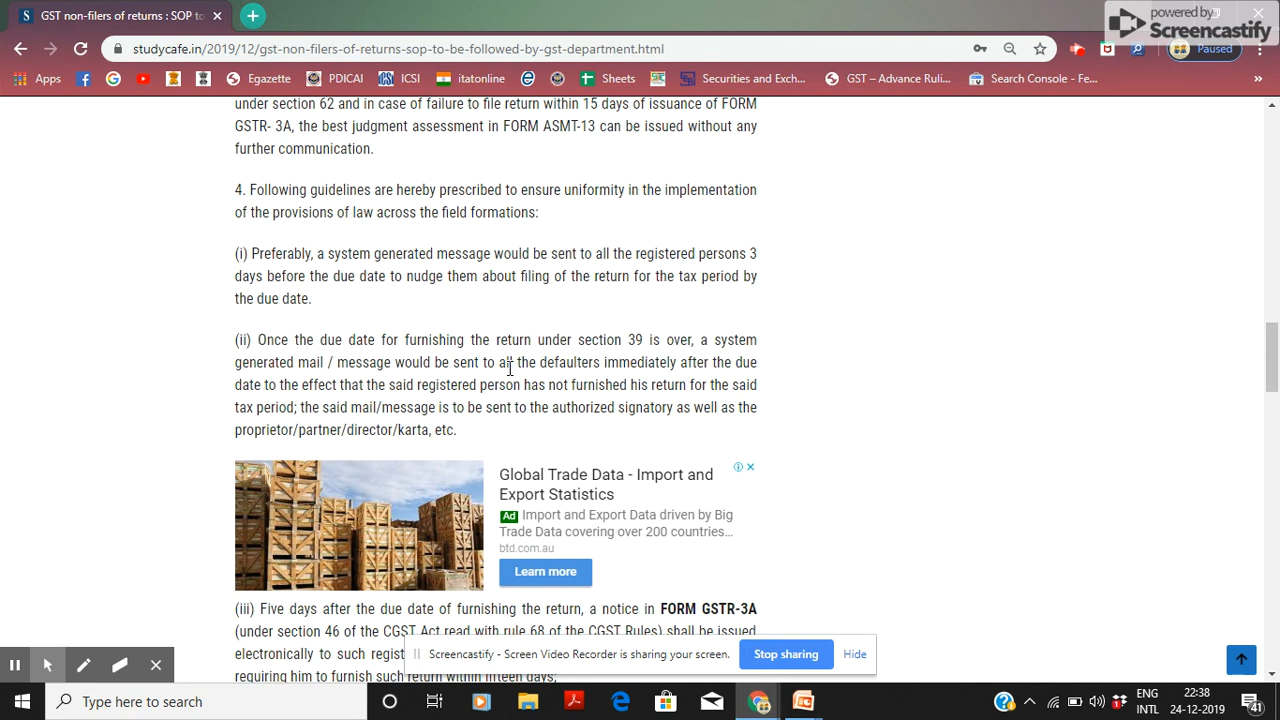 GST non-filers of returns : SOP to
powered by
Screencastify
studycafe.in/2019/12/gst-non-filers-of-returns-sop-to-be-followed-by-gst-department.html
Paused
Apps
Egazette
PDICAI
ICSI
itatonline
Sheets
Securities and Exch...
GST – Advance Ruli...
Search Console - Fe...
»
under section 62 and in case of failure to file return within 15 days of issuance of FORM
GSTR- 3A, the best judgment assessment in FORM ASMT-13 can be issued without any
further communication.
4. Following guidelines are hereby prescribed to ensure uniformity in the implementation
of the provisions of law across the field formations:
(i) Preferably, a system generated message would be sent to all the registered persons 3
days before the due date to nudge them about filing of the return for the tax period by
the due date.
(ii) Once the due date for furnishing the return under section 39 is over, a system
generated mail / message would be sent to all the defaulters immediately after the due
date to the effect that the said registered person has not furnished his return for the said
tax period; the said mail/message is to be sent to the authorized signatory as well as the
proprietor/partner/director/karta, etc.
Global Trade Data - Import and
Export Statistics
Ad Import and Export Data driven by Big
Trade Data covering over 200 countries...
btd.com.au
Learn more
(iii) Five days after the due date of furnishing the return, a notice in FORM GSTR-3A
(under section 46 of the CGST Act read with rule 68 of the CGST Rules) shall be issued
electronically to such regist
requiring him to furnish such return within fifteen days;
Screencastify - Screen Video Recorder is sharing your screen.
Stop sharing
Hide
Type here to search
ENG
INTL
22:38
24-12-2019
41